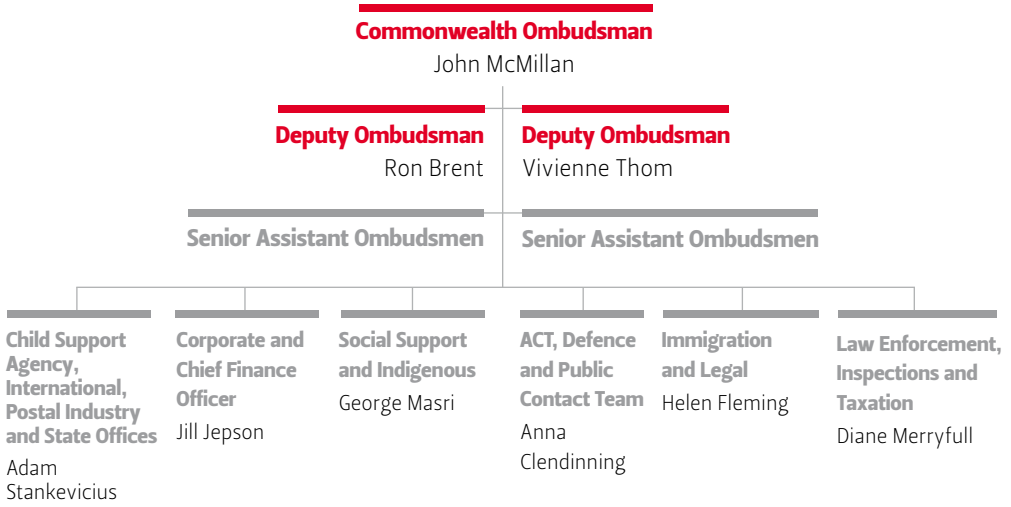 Commonwealth Ombudsman
John McMillan
Deputy Ombudsman
Ron Brent
Deputy Ombudsman
Vivienne Thom
Senior Assistant Ombudsmen
Senior Assistant Ombudsmen
Child Support
Agency,
International,
Postal Industry
and State Offices
Adam
Stankevicius
Corporate and
Chief Finance
Officer
Jill Jepson
Social Support
and Indigenous
George Masri
ACT, Defence
and Public
Contact Team
Anna
Clendinning
Immigration
and Legal
Helen Fleming
Law Enforcement,
Inspections and
Taxation
Diane Merryfull